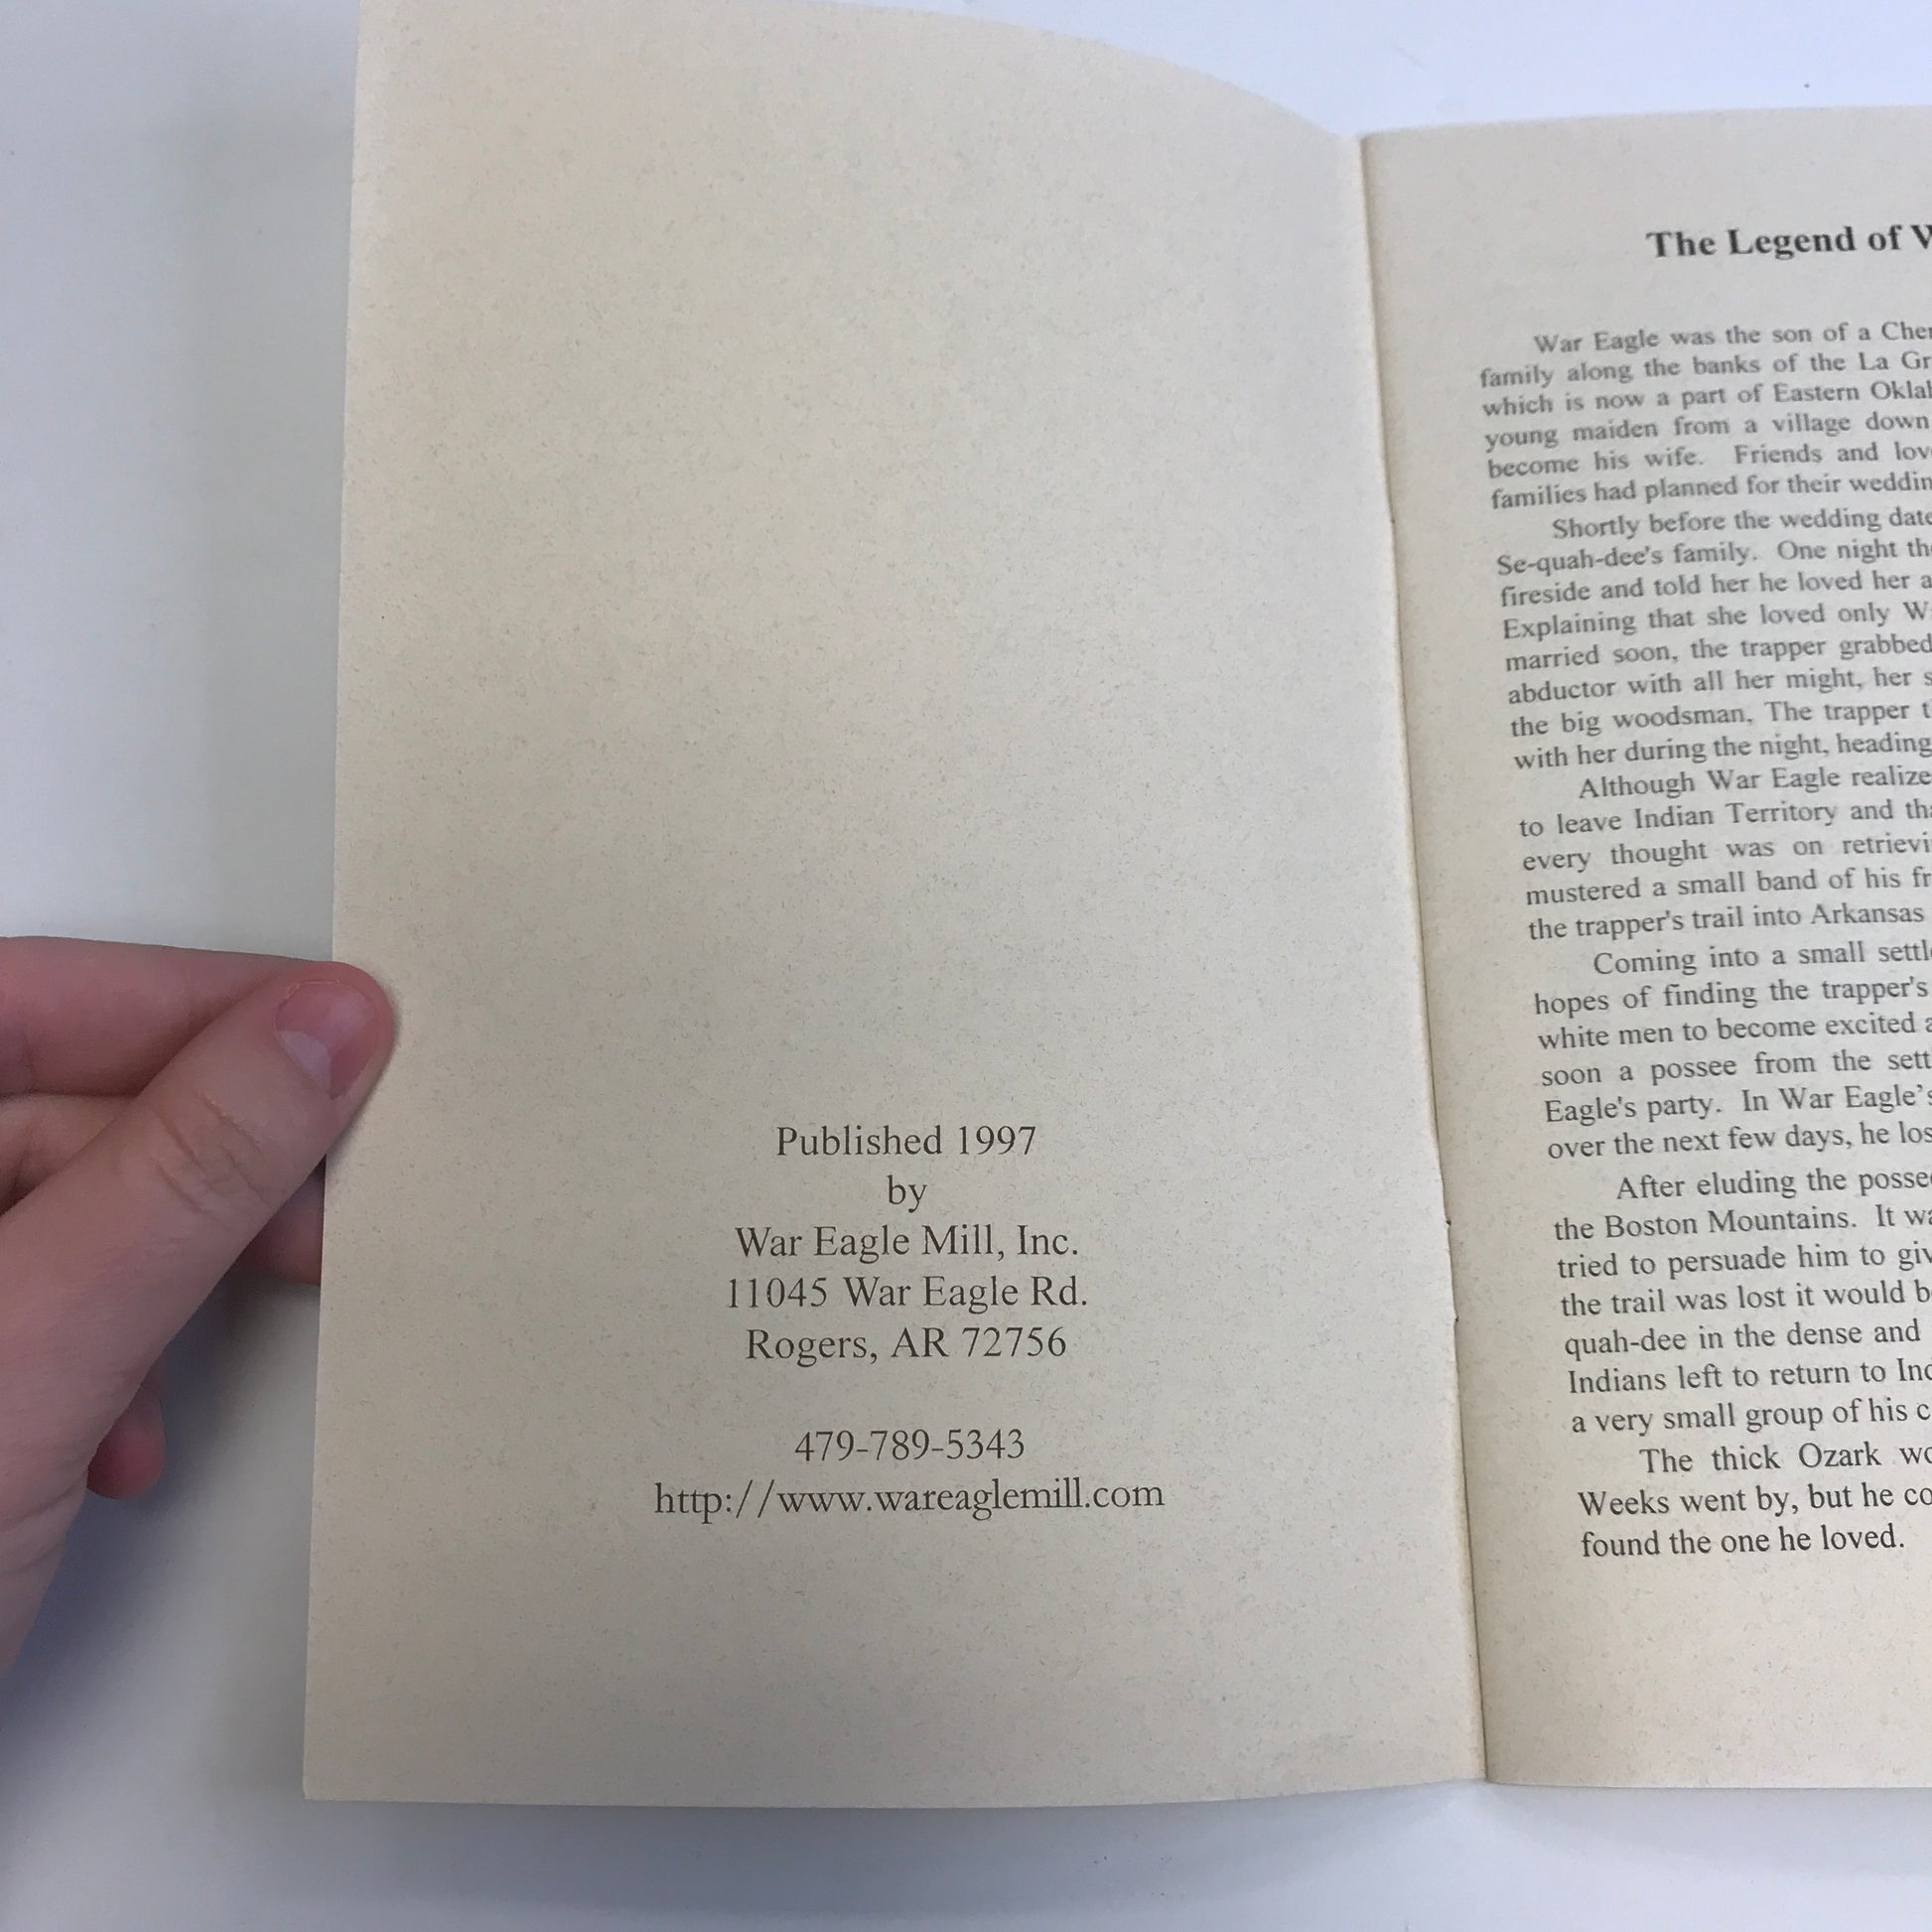 Published 1997
by
War Eagle Mill, Inc.
11045 War Eagle Rd.
Rogers, AR 72756
479-789-5343
http://www.wareaglemill.com
The Legend of
War Eagle was the son of a
family along the banks of the La
which is now a part of Eastern
young maiden from a village down
become his wife. Friends and
families had planned for their
Shortly before the wedding date
Se-quah-dee's family. One night
fireside and told her he loved her
Explaining that she loved only
married soon, the trapper grabbed
abductor with all her might, her
the big woodsman, The trapper
with her during the night, heading
Although War Eagle
to leave Indian Territory and
every thought was on
mustered a small band of his
the trapper's trail into Arkansas
Coming into a small
hopes of finding the trapper's
white men to become excited
soon a possee from the
Eagle's party. In War Eagle's
over the next few days, he
After eluding the
the Boston Mountains. It
tried to persuade him to
the trail was lost it would
quah-dee in the dense and
Indians left to return to
a very small group of his
The thick Ozark
Weeks went by, but he
found the one he loved.